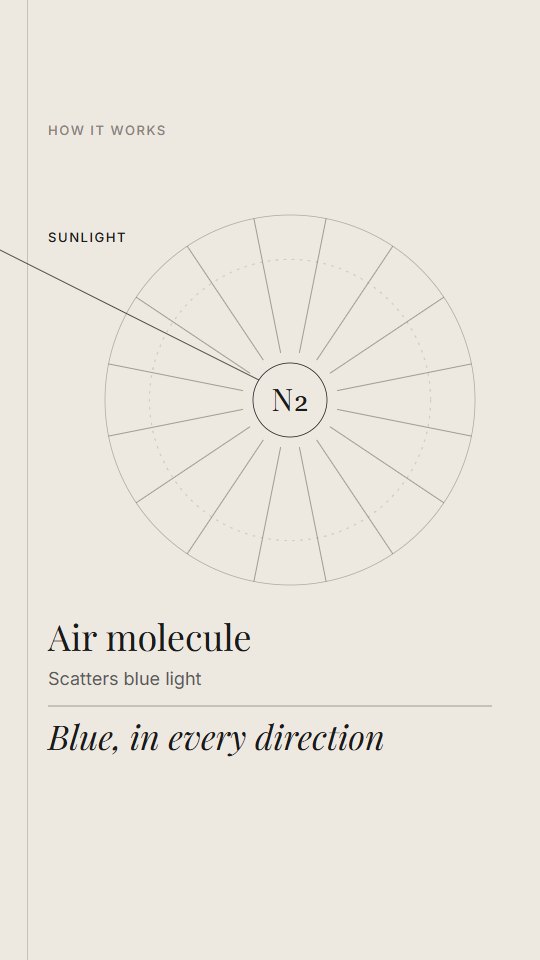 HOW IT WORKS
SUNLIGHT
N2
Air molecule
Scatters blue light
Blue, in every direction